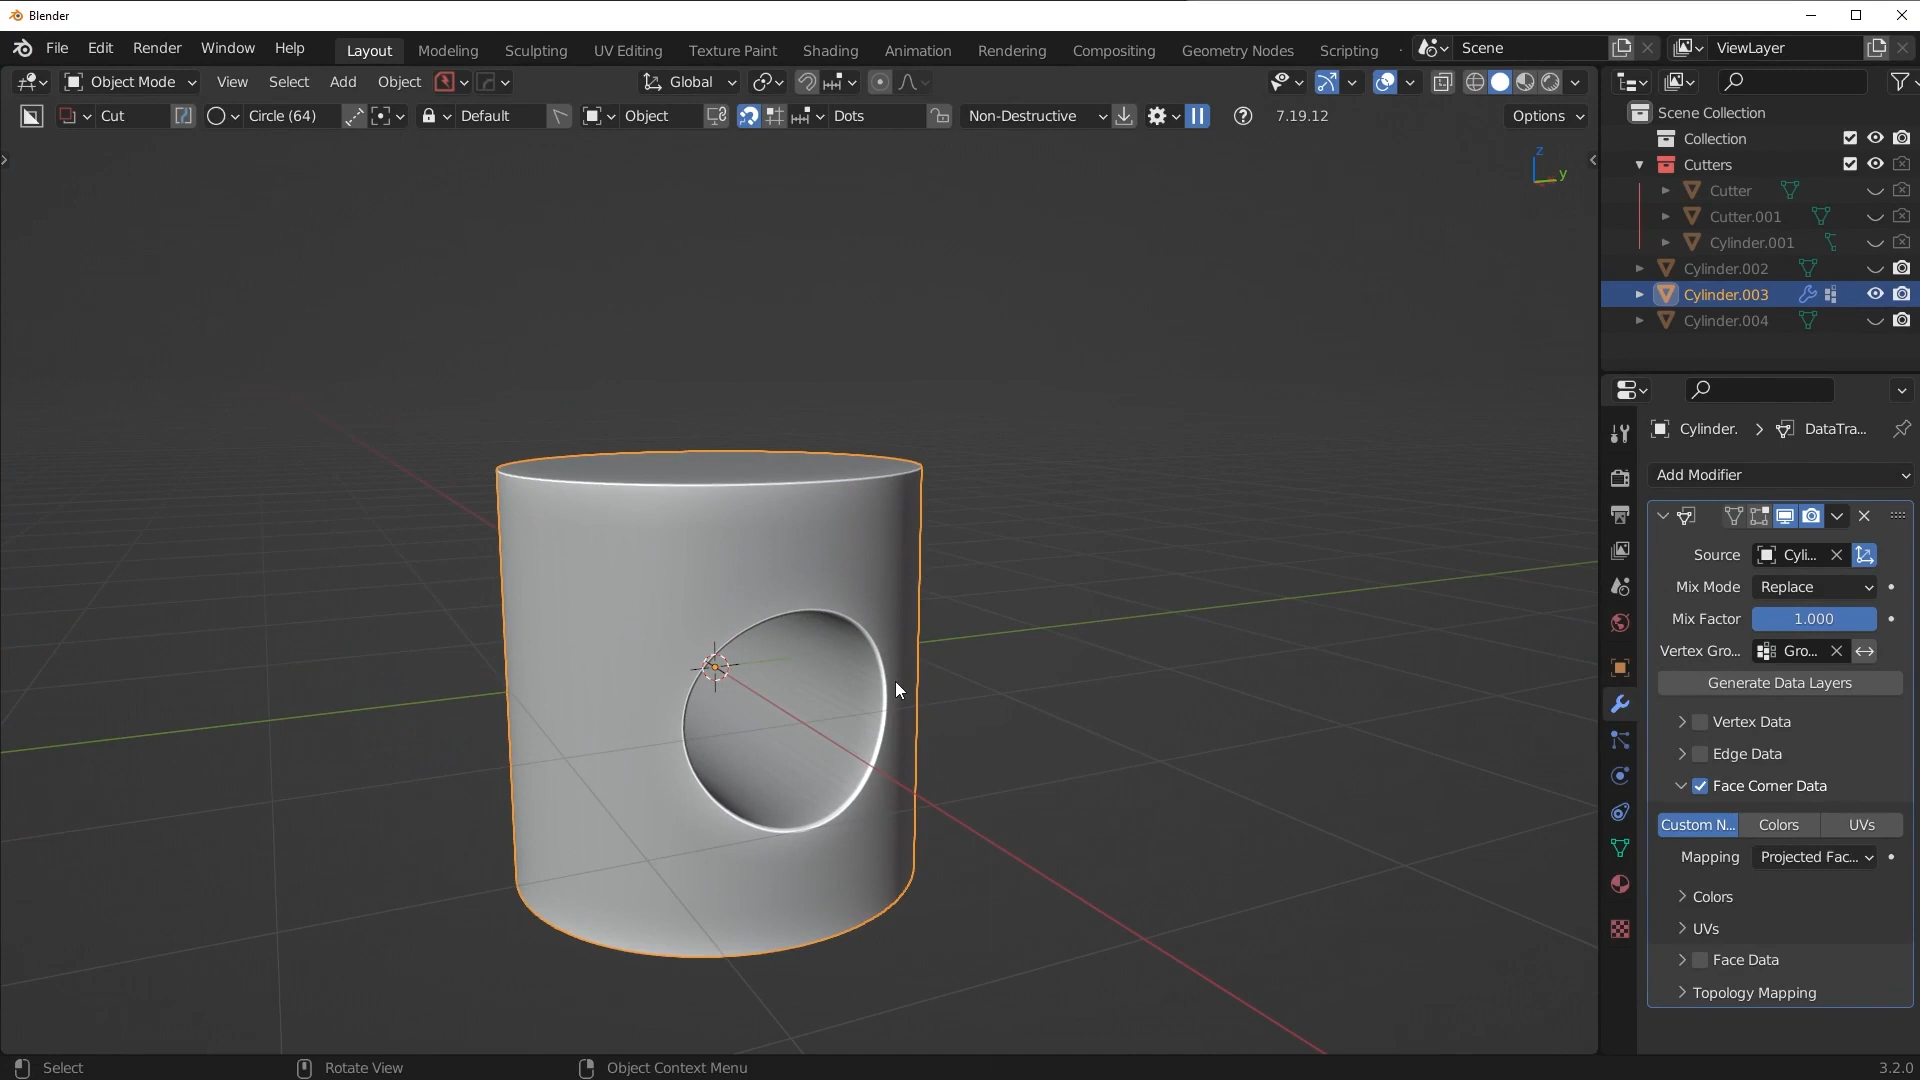 Blender
File Edit Render Window Help Layout Modeling Sculpting UV Editing Texture Paint Shading Animation Rendering Compositing Geometry Nodes Scripting Scene ViewLayer
Object Mode View Select Add Object Global
Cut Circle (64) Default Object Dots Non-Destructive 7.19.12 Options
Scene Collection
Collection
Cutters
Cutter
Cutter.001
Cylinder.001
Cylinder.002
Cylinder.003
Cylinder.004
z
y
Cylinder. DataTra...
Add Modifier
Source Cyli...
Mix Mode Replace
Mix Factor 1.000
Vertex Gro... Gro...
Generate Data Layers
Vertex Data
Edge Data
Face Corner Data
Custom N... Colors UVs
Mapping Projected Fac...
Colors
UVs
Face Data
Topology Mapping
Select Rotate View Object Context Menu 3.2.0